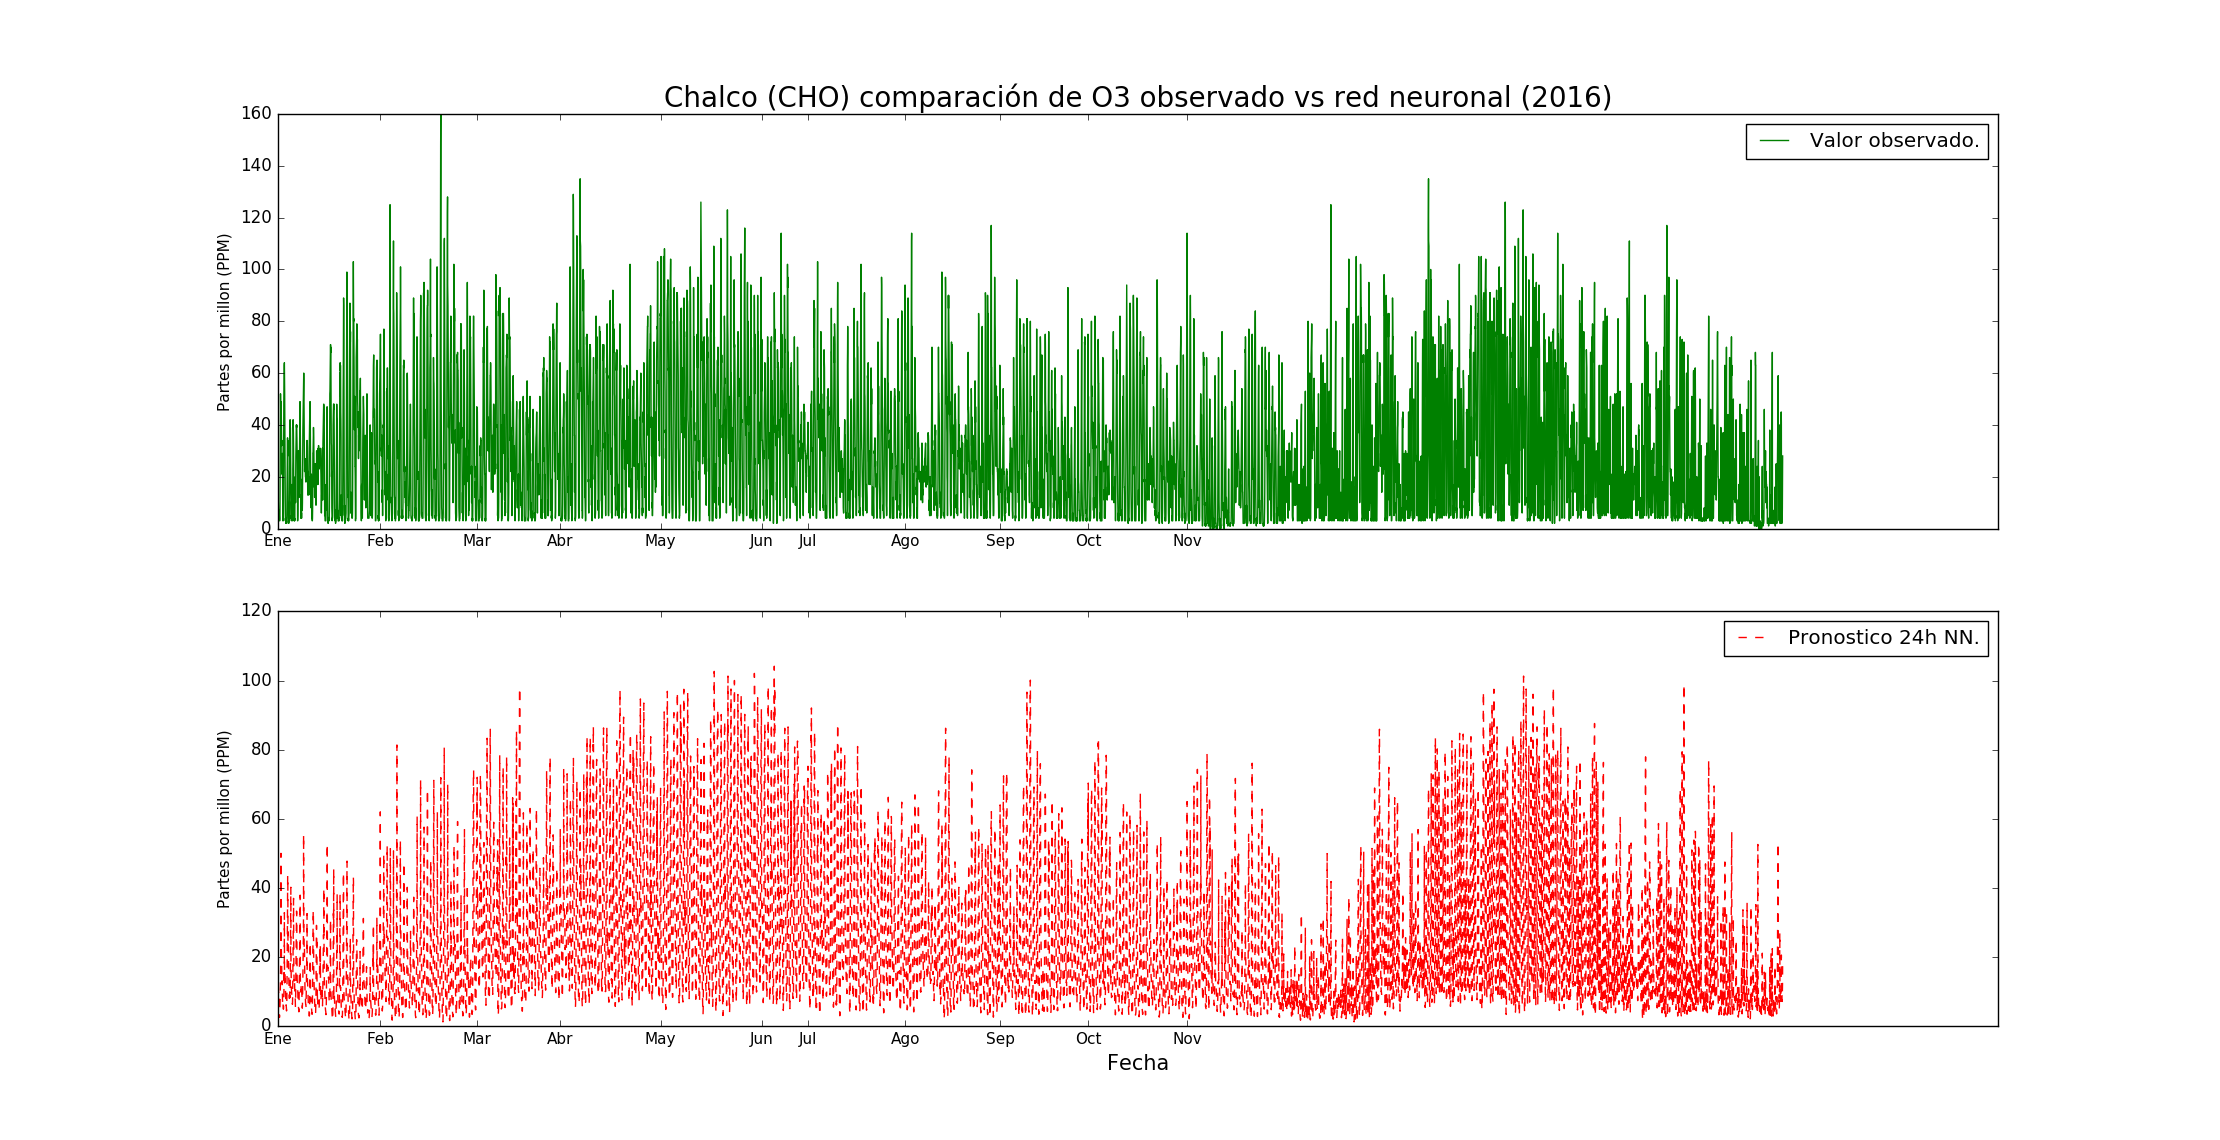 Chalco (CHO) comparación de O3 observado vs red neuronal (2016)
160
140
120
100
80
60
40
20
0
Partes por millon (PPM)
Valor observado.
Ene Feb Mar Abr May Jun Jul Ago Sep Oct Nov
120
100
80
60
40
20
0
Partes por millon (PPM)
Pronostico 24h NN.
Ene Feb Mar Abr May Jun Jul Ago Sep Oct Nov
Fecha